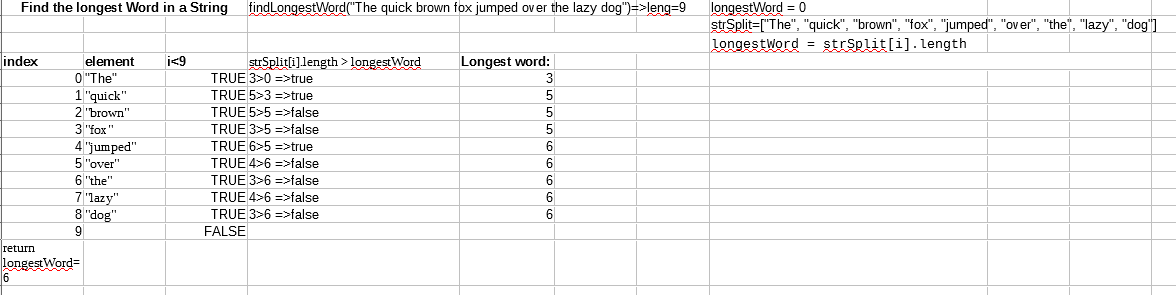 Find the longest Word in a String findLongestWord("The quick brown fox jumped over the lazy dog")=>leng=9 longestWord = 0
strSplit=["The", "quick", "brown", "fox", "jumped", "over", "the", "lazy", "dog"]
longestWord = strSplit[i].length
index element i<9 strSplit[i].length > longestWord Longest word:
0 "The" TRUE 3>0 =>true 3
1 "quick" TRUE 5>3 =>true 5
2 "brown" TRUE 5>5 =>false 5
3 "fox" TRUE 3>5 =>false 5
4 "jumped" TRUE 6>5 =>true 6
5 "over" TRUE 4>6 =>false 6
6 "the" TRUE 3>6 =>false 6
7 "lazy" TRUE 4>6 =>false 6
8 "dog" TRUE 3>6 =>false 6
9 FALSE
return
longestWord=
6